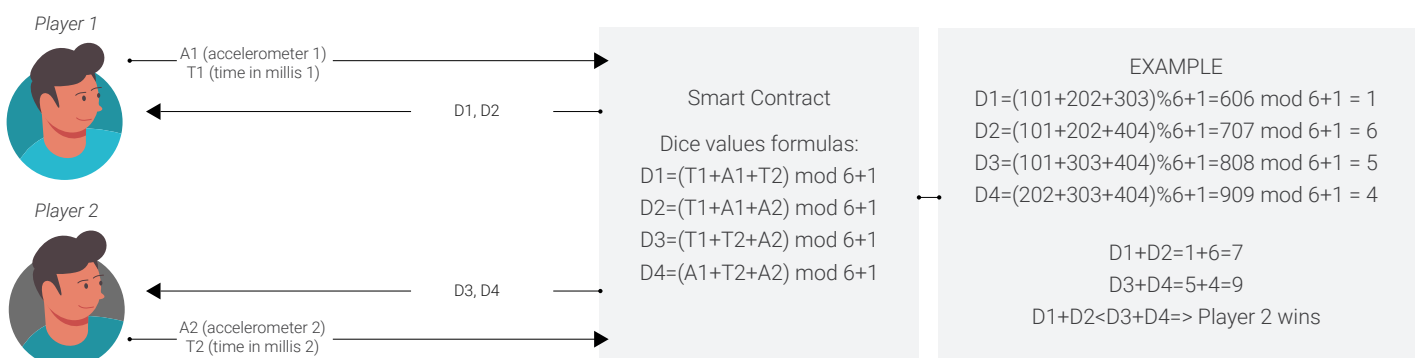 Player 1
A1 (accelerometer 1)
T1 (time in millis 1)
D1, D2
Player 2
D3, D4
A2 (accelerometer 2)
T2 (time in millis 2)
Smart Contract
Dice values formulas:
D1=(T1+A1+T2) mod 6+1
D2=(T1+A1+A2) mod 6+1
D3=(T1+T2+A2) mod 6+1
D4=(A1+T2+A2) mod 6+1
EXAMPLE
D1=(101+202+303)%6+1=606 mod 6+1 = 1
D2=(101+202+404)%6+1=707 mod 6+1 = 6
D3=(101+303+404)%6+1=808 mod 6+1 = 5
D4=(202+303+404)%6+1=909 mod 6+1 = 4
D1+D2=1+6=7
D3+D4=5+4=9
D1+D2<D3+D4=> Player 2 wins